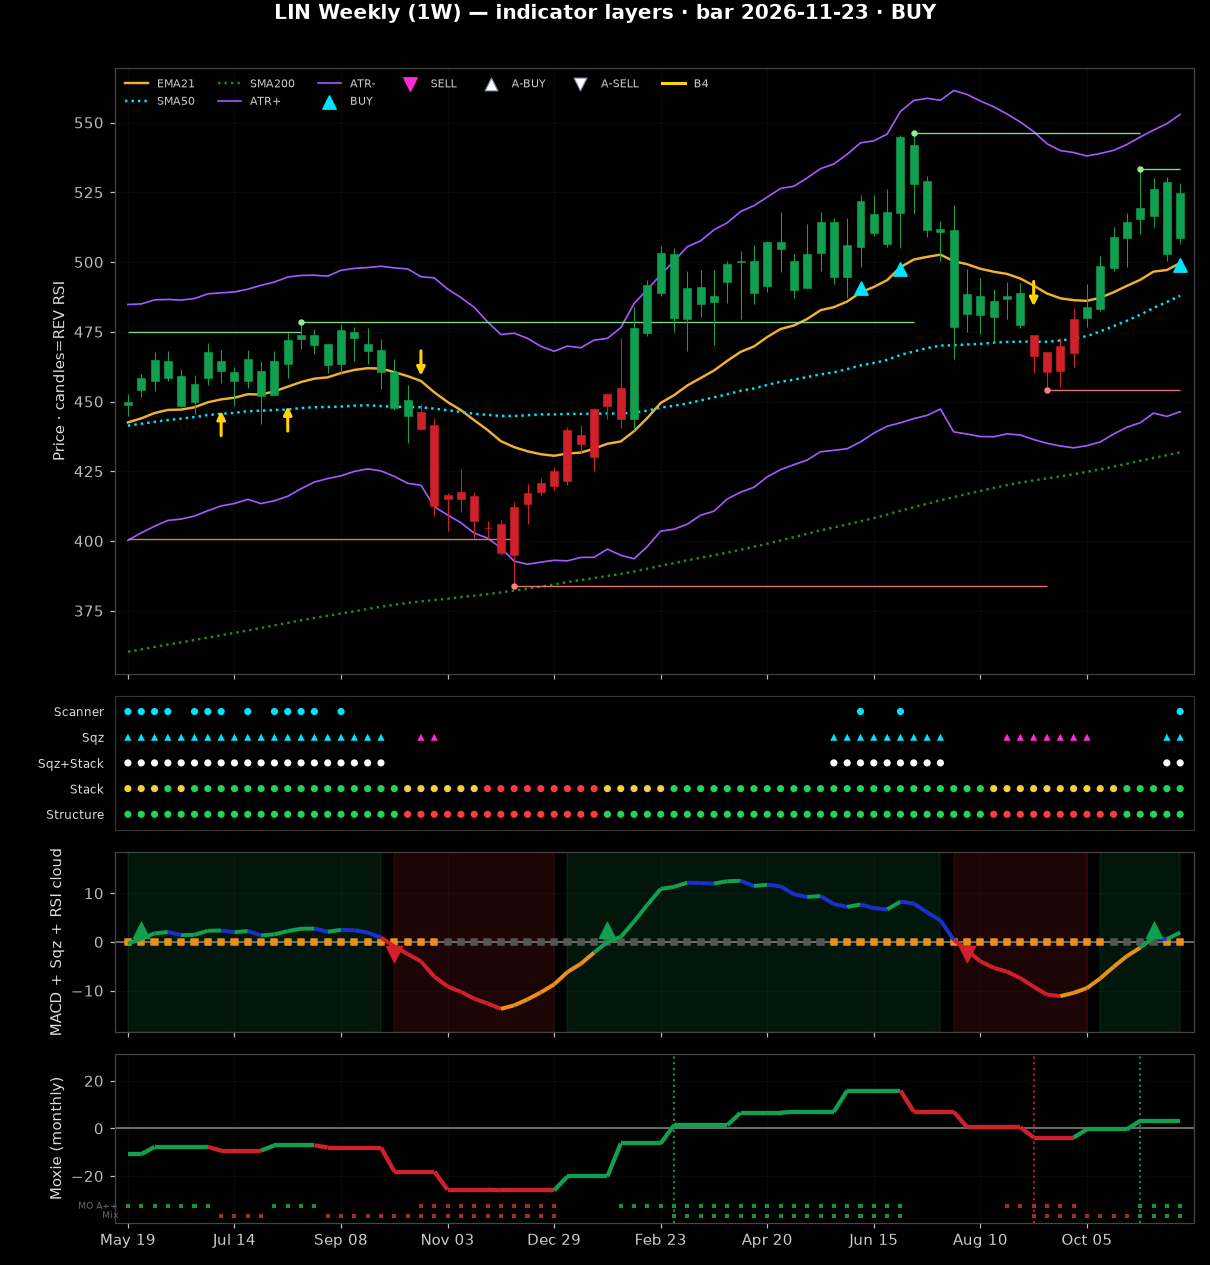 LIN Weekly (1W) — indicator layers · bar 2026-11-23 · BUY
EMA21 SMA200 ATR- SELL A-BUY A-SELL B4
SMA50 ATR+ BUY
Price · candles=REV RSI
550
525
500
475
450
425
400
375
Scanner
Sqz
Sqz+Stack
Stack
Structure
MACD + Sqz + RSI cloud
10
0
−10
Moxie (monthly)
20
0
−20
MO A++
Mix
May 19 Jul 14 Sep 08 Nov 03 Dec 29 Feb 23 Apr 20 Jun 15 Aug 10 Oct 05